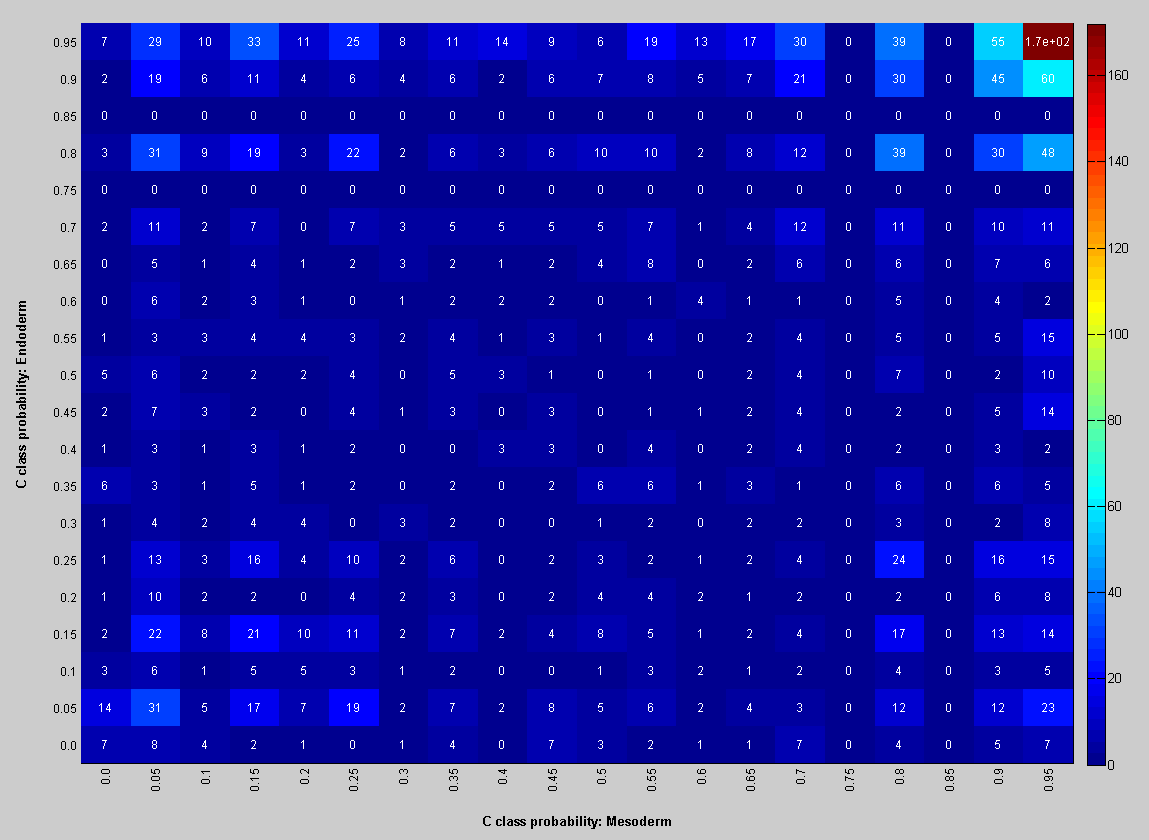 0.95 7 29 10 33 11 25 8 11 14 9 6 19 13 17 30 0 39 0 55 1.7e+02
0.9 2 19 6 11 4 6 4 6 2 6 7 8 5 7 21 0 30 0 45 60
0.85 0 0 0 0 0 0 0 0 0 0 0 0 0 0 0 0 0 0 0 0
0.8 3 31 9 19 3 22 2 6 3 6 10 10 2 8 12 0 39 0 30 48
0.75 0 0 0 0 0 0 0 0 0 0 0 0 0 0 0 0 0 0 0 0
0.7 2 11 2 7 0 7 3 5 5 5 5 7 1 4 12 0 11 0 10 11
0.65 0 5 1 4 1 2 3 2 1 2 4 8 0 2 6 0 6 0 7 6
0.6 0 6 2 3 1 0 1 2 2 2 0 1 4 1 1 0 5 0 4 2
0.55 1 3 3 4 4 3 2 4 1 3 1 4 0 2 4 0 5 0 5 15
0.5 5 6 2 2 2 4 0 5 3 1 0 1 0 2 4 0 7 0 2 10
0.45 2 7 3 2 0 4 1 3 0 3 0 1 1 2 4 0 2 0 5 14
0.4 1 3 1 3 1 2 0 0 3 3 0 4 0 2 4 0 2 0 3 2
0.35 6 3 1 5 1 2 0 2 0 2 6 6 1 3 1 0 6 0 6 5
0.3 1 4 2 4 4 0 3 2 0 0 1 2 0 2 2 0 3 0 2 8
0.25 1 13 3 16 4 10 2 6 0 2 3 2 1 2 4 0 24 0 16 15
0.2 1 10 2 2 0 4 2 3 0 2 4 4 2 1 2 0 2 0 6 8
0.15 2 22 8 21 10 11 2 7 2 4 8 5 1 2 4 0 17 0 13 14
0.1 3 6 1 5 5 3 1 2 0 0 1 3 2 1 2 0 4 0 3 5
0.05 14 31 5 17 7 19 2 7 2 8 5 6 2 4 3 0 12 0 12 23
0.0 7 8 4 2 1 0 1 4 0 7 3 2 1 1 7 0 4 0 5 7
0.0 0.05 0.1 0.15 0.2 0.25 0.3 0.35 0.4 0.45 0.5 0.55 0.6 0.65 0.7 0.75 0.8 0.85 0.9 0.95
C class probability: Mesoderm
C class probability: Endoderm
160
140
120
100
80
60
40
20
0